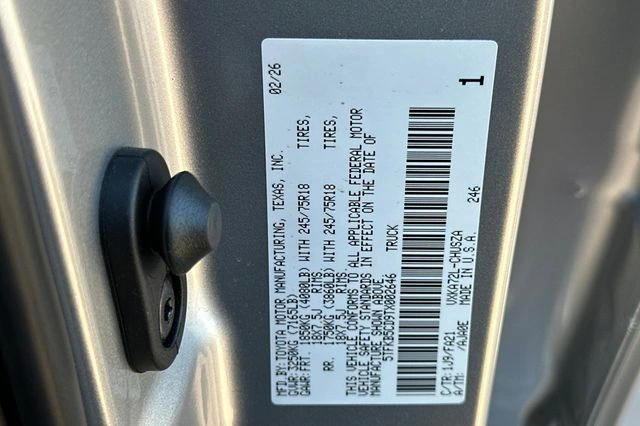 02/26
MFD.BY:TOYOTA MOTOR MANUFACTURING, TEXAS, INC.
GVWR:3250KG (7165LB)
GAWR:FRT. 1850KG (4080LB) WITH 245/75R18 TIRES,
18X7.5J RIMS,
RR. 1750KG (3860LB) WITH 245/75R18 TIRES,
18X7.5J RIMS,
THIS VEHICLE CONFORMS TO ALL APPLICABLE FEDERAL MOTOR
VEHICLE SAFETY STANDARDS IN EFFECT ON THE DATE OF
MANUFACTURE SHOWN ABOVE.
TRUCK
C/TR:1J9/FA21 VXKA72L-CHUSZA
A/TM: MADE IN U.S.A. 246
1